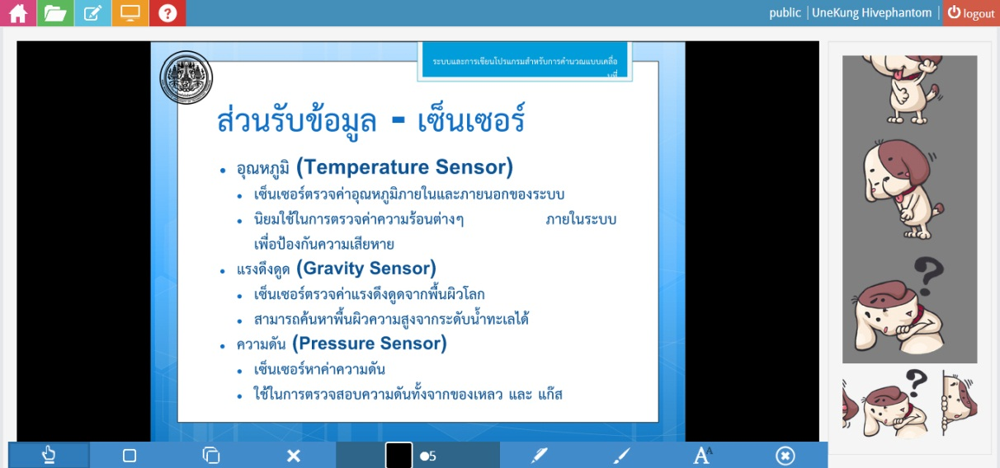 public | UneKung Hivephantom | logout
ระบบและการเขียนโปรแกรมสำหรับการคำนวณแบบเคลื่อ
นที่
ส่วนรับข้อมูล - เซ็นเซอร์
• อุณหภูมิ (Temperature Sensor)
• เซ็นเซอร์ตรวจค่าอุณหภูมิภายในและภายนอกของระบบ
• นิยมใช้ในการตรวจค่าความร้อนต่างๆ ภายในระบบ
เพื่อป้องกันความเสียหาย
• แรงดึงดูด (Gravity Sensor)
• เซ็นเซอร์ตรวจค่าแรงดึงดูดจากพื้นผิวโลก
• สามารถค้นหาพื้นผิวความสูงจากระดับน้ำทะเลได้
• ความดัน (Pressure Sensor)
• เซ็นเซอร์หาค่าความดัน
• ใช้ในการตรวจสอบความดันทั้งจากของเหลว และ แก๊ส
?
?
5
AA